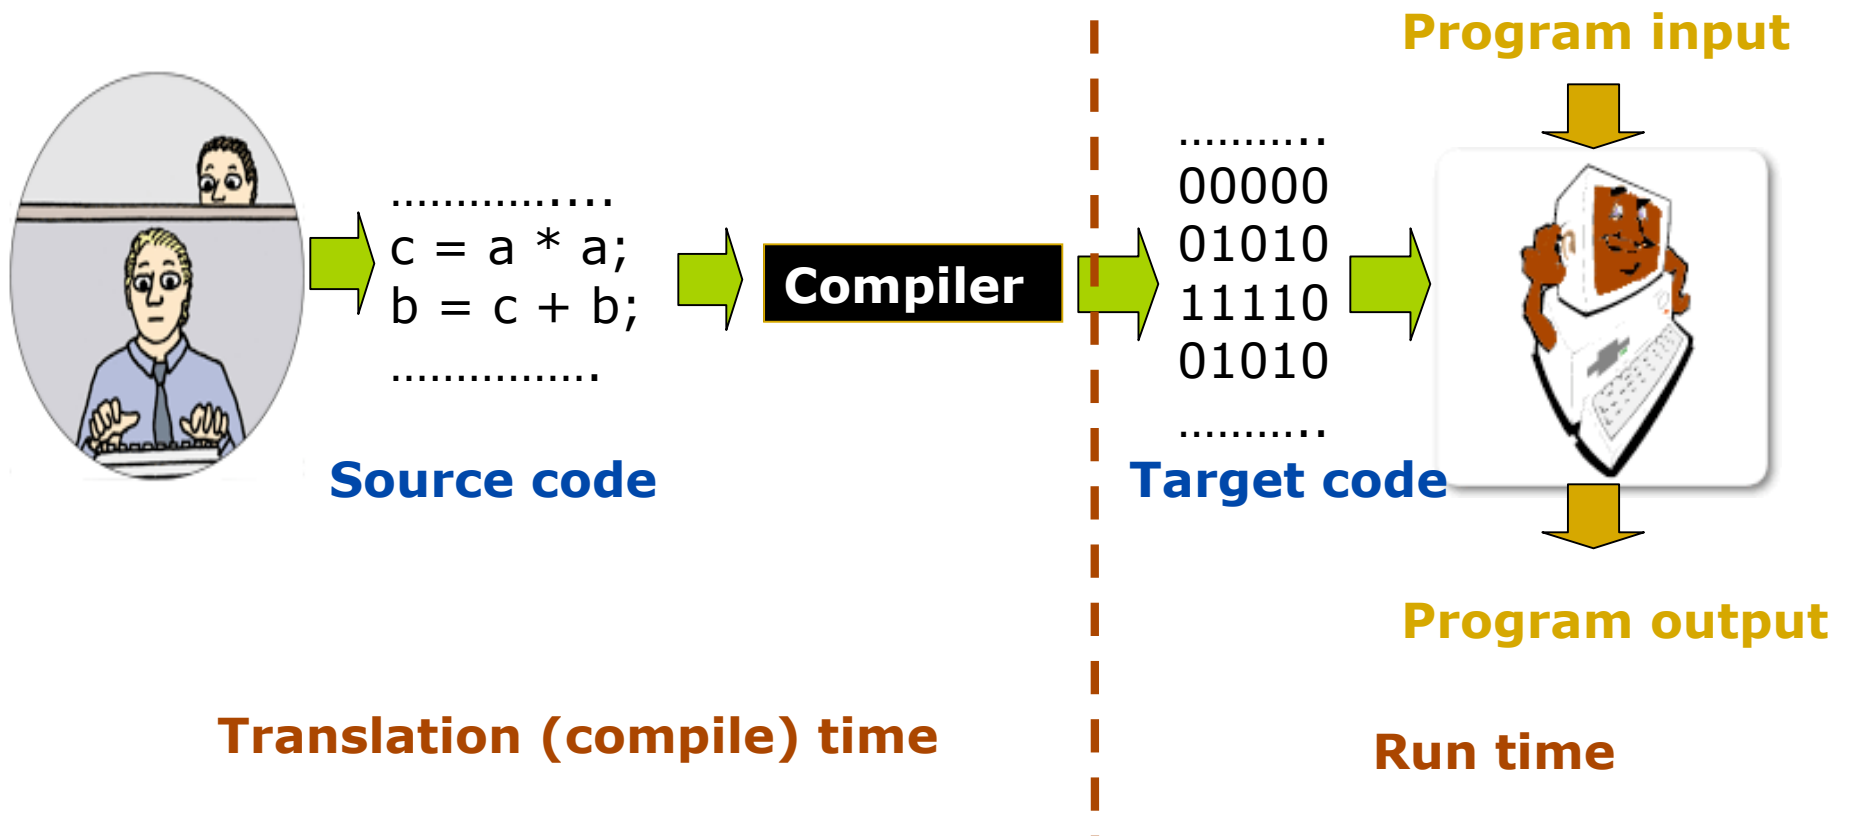 ................
c = a * a;
b = c + b;
................
Source code
Compiler
...........
00000
01010
11110
01010
...........
Target code
Program input
Program output
Translation (compile) time
Run time